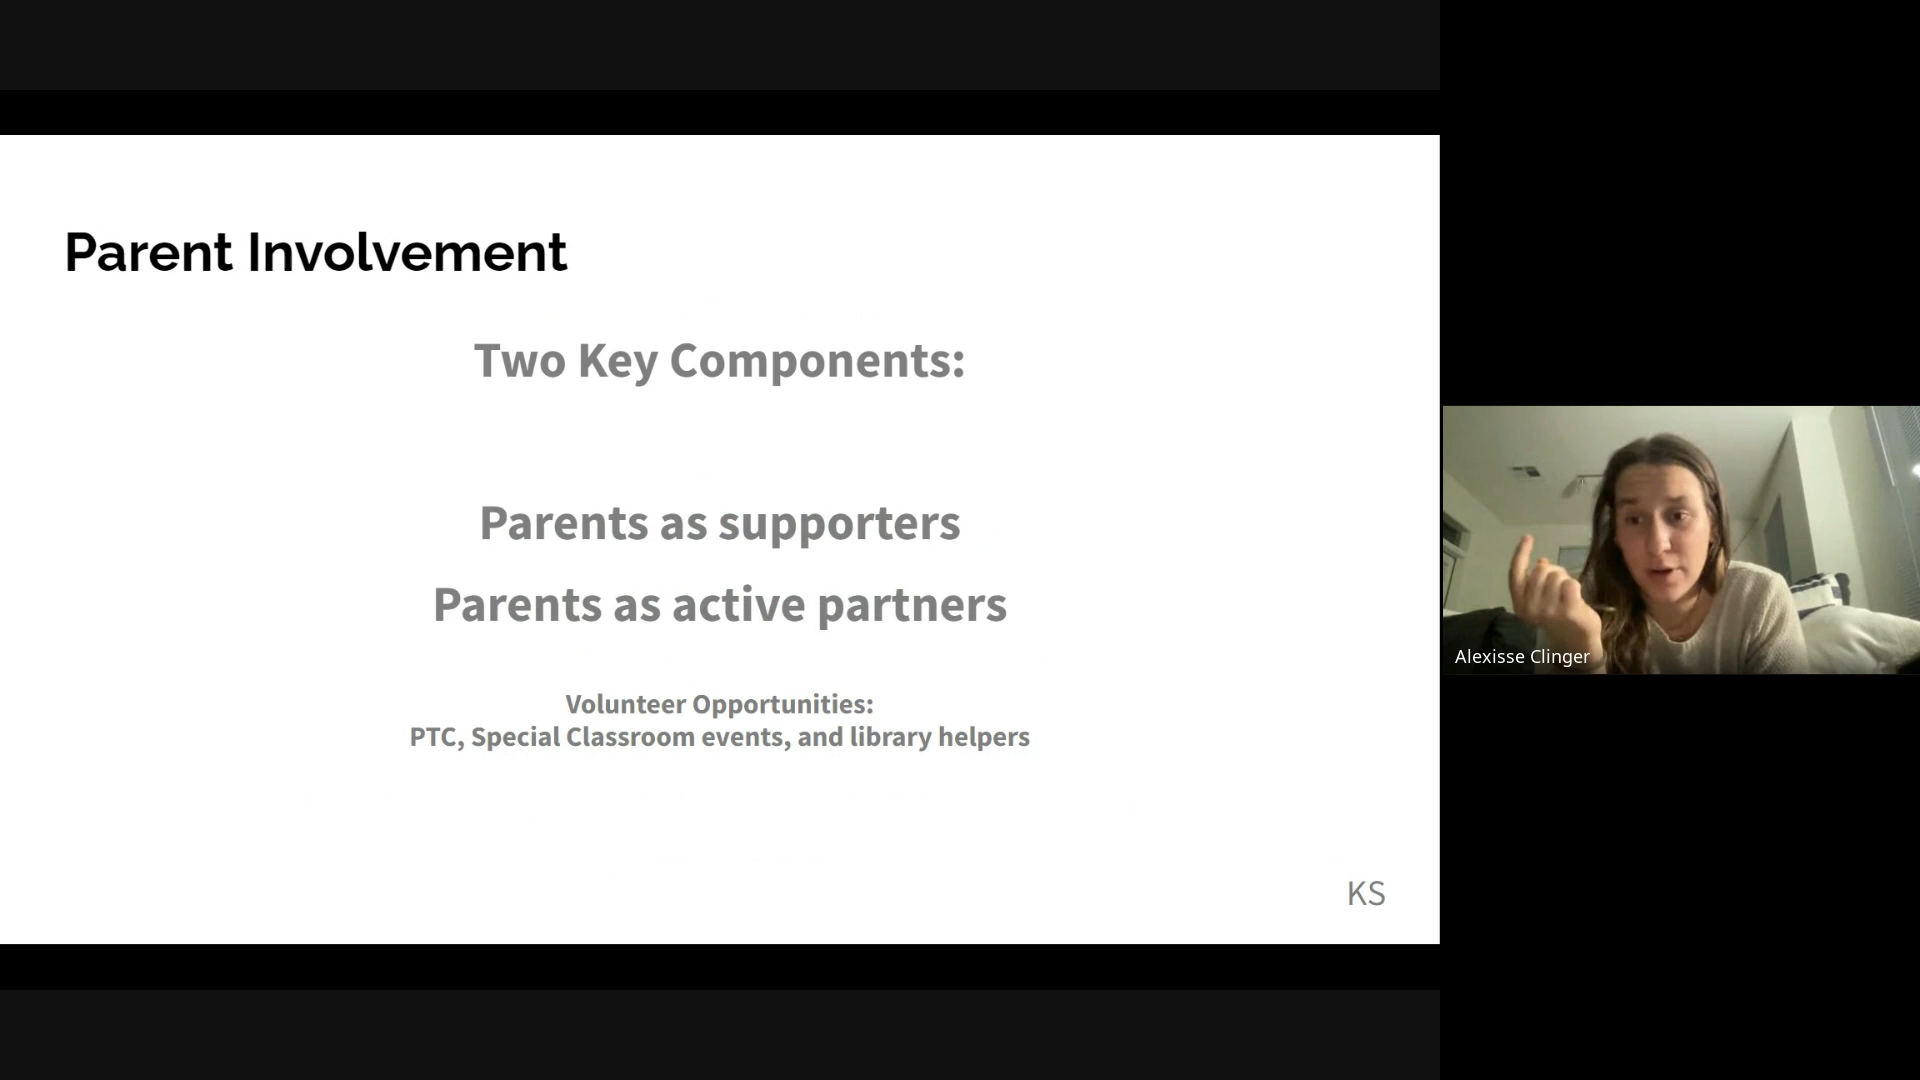 Parent Involvement
Two Key Components:
Parents as supporters
Parents as active partners
Volunteer Opportunities:
PTC, Special Classroom events, and library helpers
KS
Alexisse Clinger